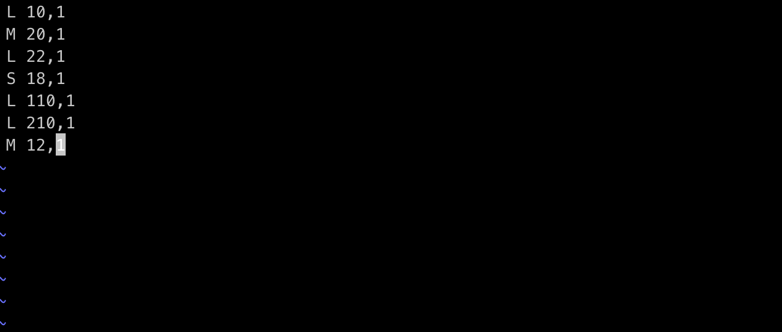 L 10,1
M 20,1
L 22,1
S 18,1
L 110,1
L 210,1
M 12,1
~
~
~
~
~
~
~
~